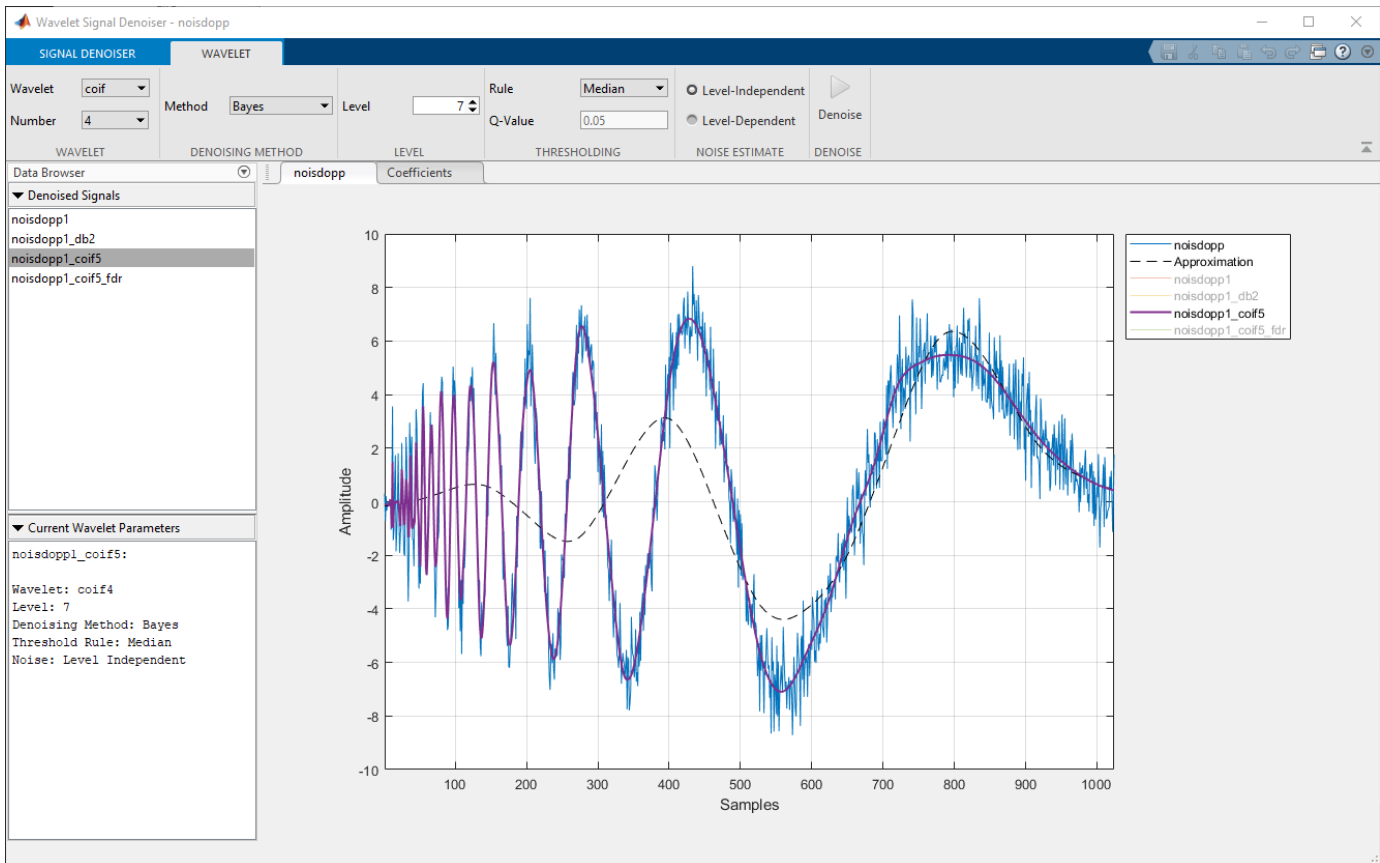 Wavelet Signal Denoiser - noisdopp
SIGNAL DENOISER WAVELET
Wavelet coif
Number 4
WAVELET
Method Bayes
DENOISING METHOD
Level 7
LEVEL
Rule Median
Q-Value 0.05
THRESHOLDING
Level-Independent
Level-Dependent
NOISE ESTIMATE
Denoise
DENOISE
Data Browser
Denoised Signals
noisdopp1
noisdopp1_db2
noisdopp1_coif5
noisdopp1_coif5_fdr
Current Wavelet Parameters
noisdopp1_coif5:
Wavelet: coif4
Level: 7
Denoising Method: Bayes
Threshold Rule: Median
Noise: Level Independent
noisdopp Coefficients
10
8
6
4
2
0
-2
-4
-6
-8
-10
Amplitude
100 200 300 400 500 600 700 800 900 1000
Samples
noisdopp
Approximation
noisdopp1
noisdopp1_db2
noisdopp1_coif5
noisdopp1_coif5_fdr